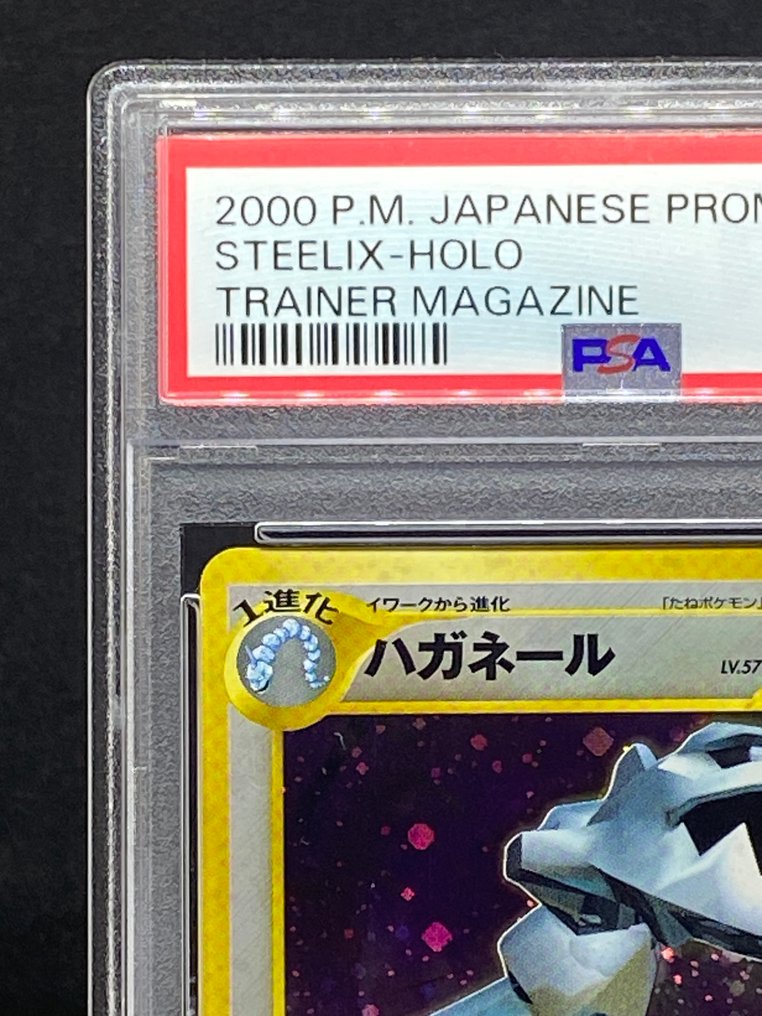 2000 P.M. JAPANESE PROM
STEELIX-HOLO
TRAINER MAGAZINE
PSA
1進化
イワークから進化
「たねポケモン」
ハガネール
LV.57